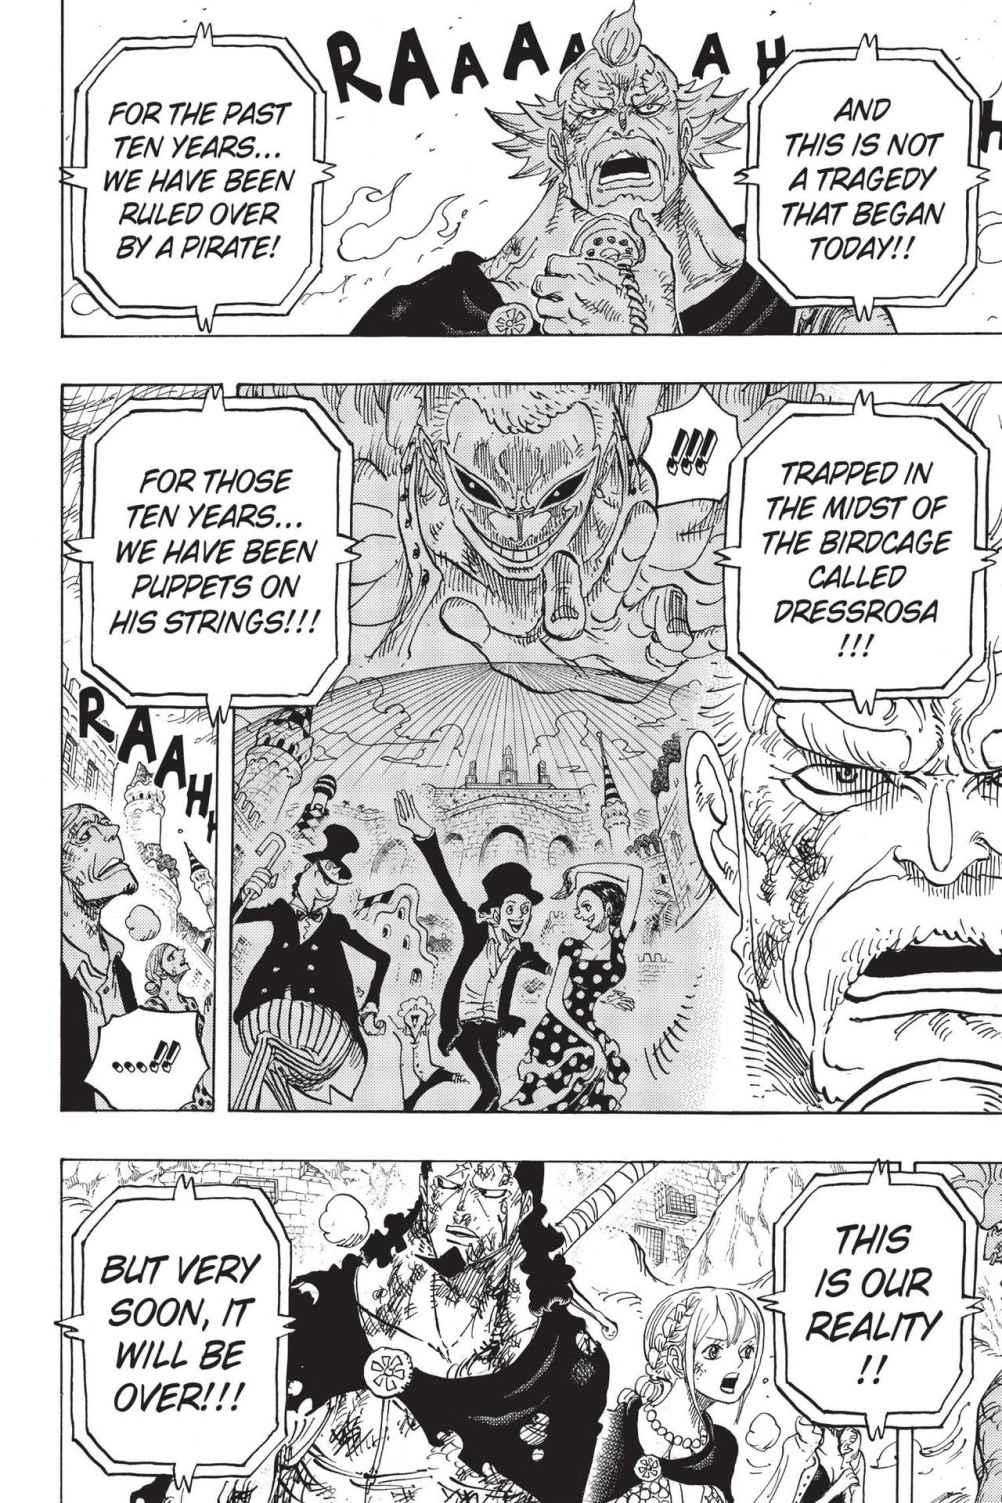 RAAAAAH
H
AND
THIS IS NOT
A TRAGEDY
THAT BEGAN
TODAY!!
FOR THE PAST
TEN YEARS...
WE HAVE BEEN
RULED OVER
BY A PIRATE!
!!!
TRAPPED IN
THE MIDST OF
THE BIRDCAGE
CALLED
DRESSROSA
!!!
FOR THOSE
TEN YEARS...
WE HAVE BEEN
PUPPETS ON
HIS STRINGS!!!
RAAHH
...!!
THIS
IS OUR
REALITY
!!
BUT VERY
SOON, IT
WILL BE
OVER!!!